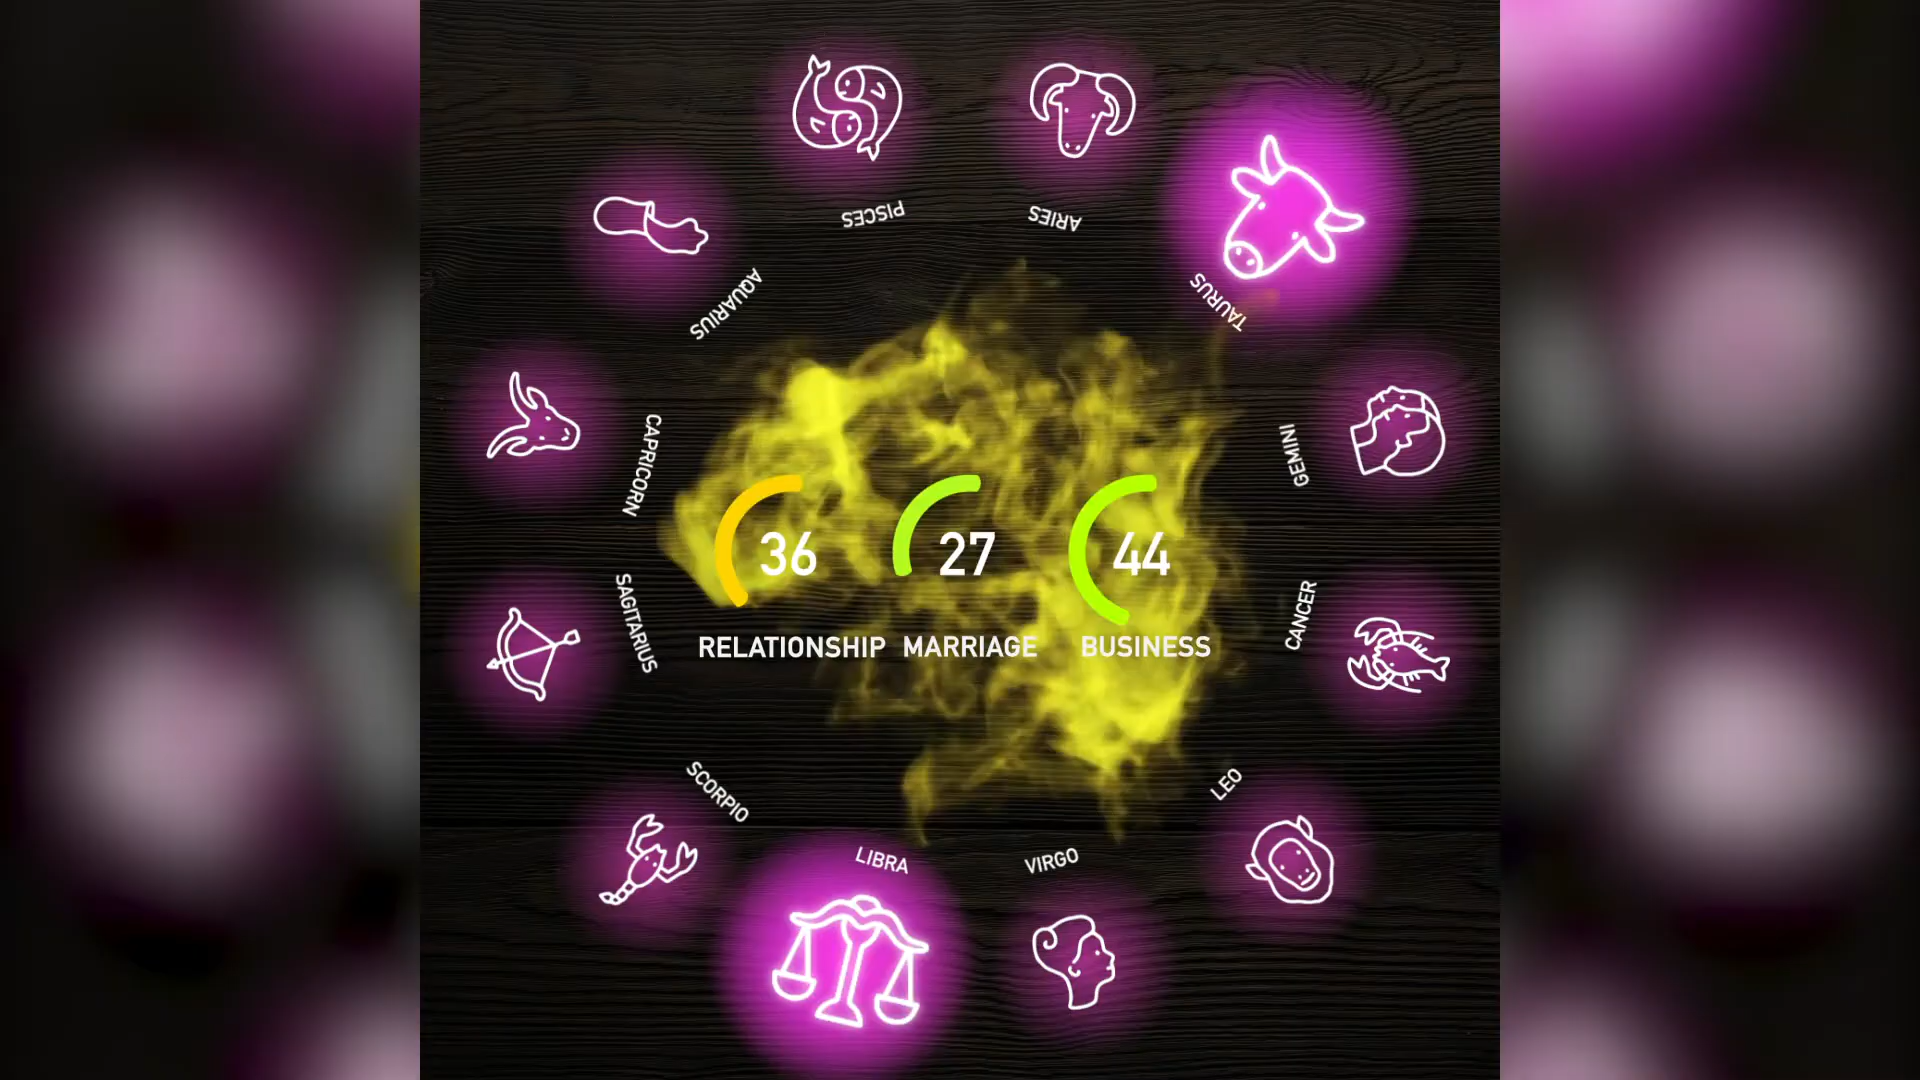 PISCES
ARIES
AQUARIUS
TAURUS
CAPRICORN
GEMINI
36 27 44
RELATIONSHIP MARRIAGE BUSINESS
SAGITARIUS
CANCER
SCORPIO
LEO
LIBRA
VIRGO